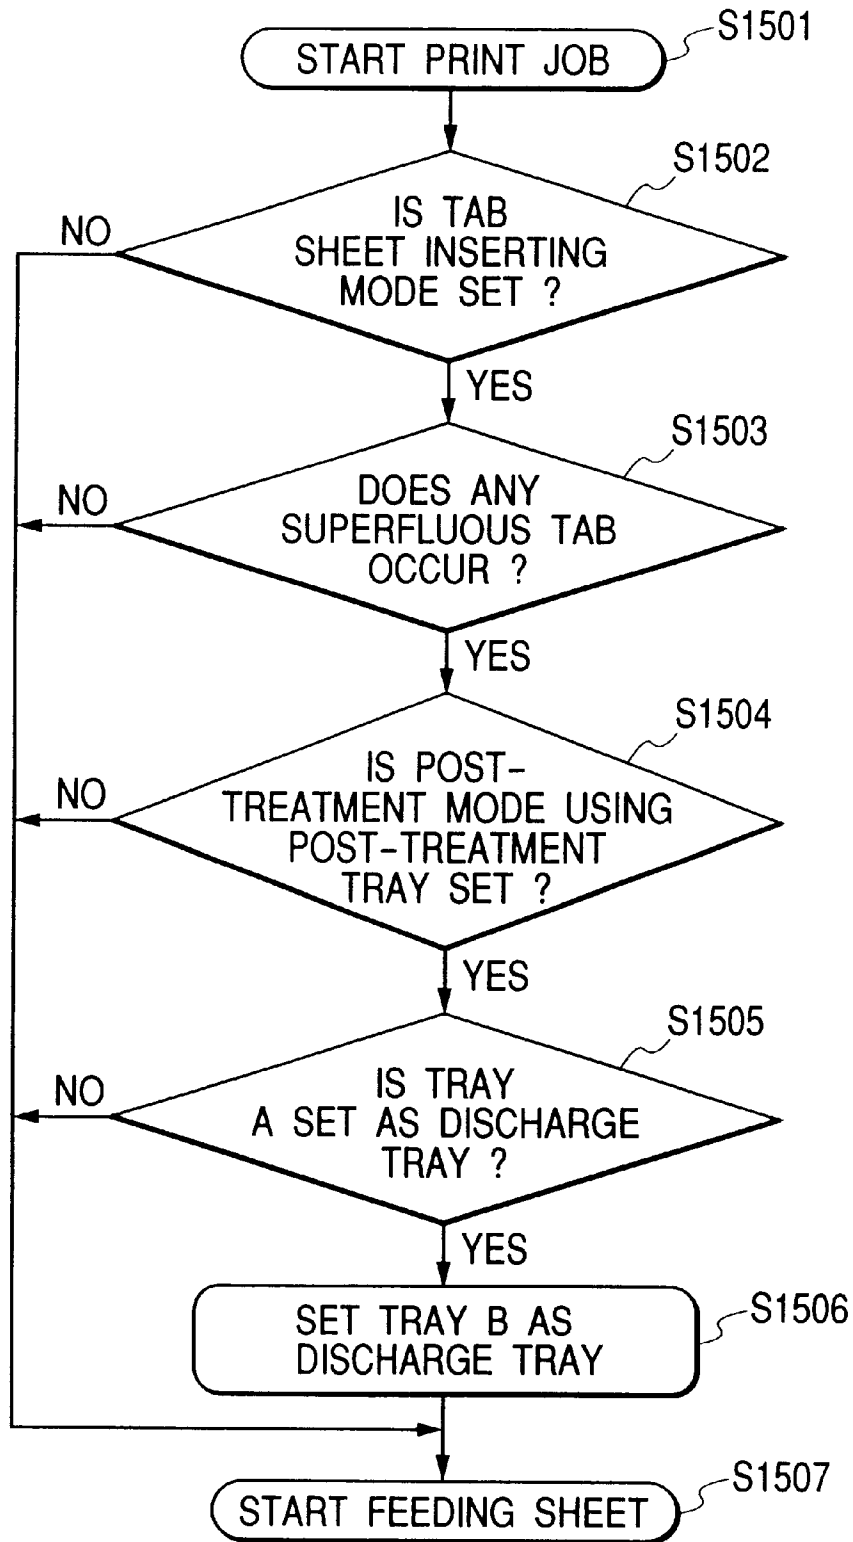 S1501
START PRINT JOB
S1502
IS TAB
SHEET INSERTING
MODE SET ?
NO
YES
S1503
DOES ANY
SUPERFLUOUS TAB
OCCUR ?
NO
YES
S1504
IS POST-
TREATMENT MODE USING
POST-TREATMENT
TRAY SET ?
NO
YES
S1505
IS TRAY
A SET AS DISCHARGE
TRAY ?
NO
YES
S1506
SET TRAY B AS
DISCHARGE TRAY
S1507
START FEEDING SHEET